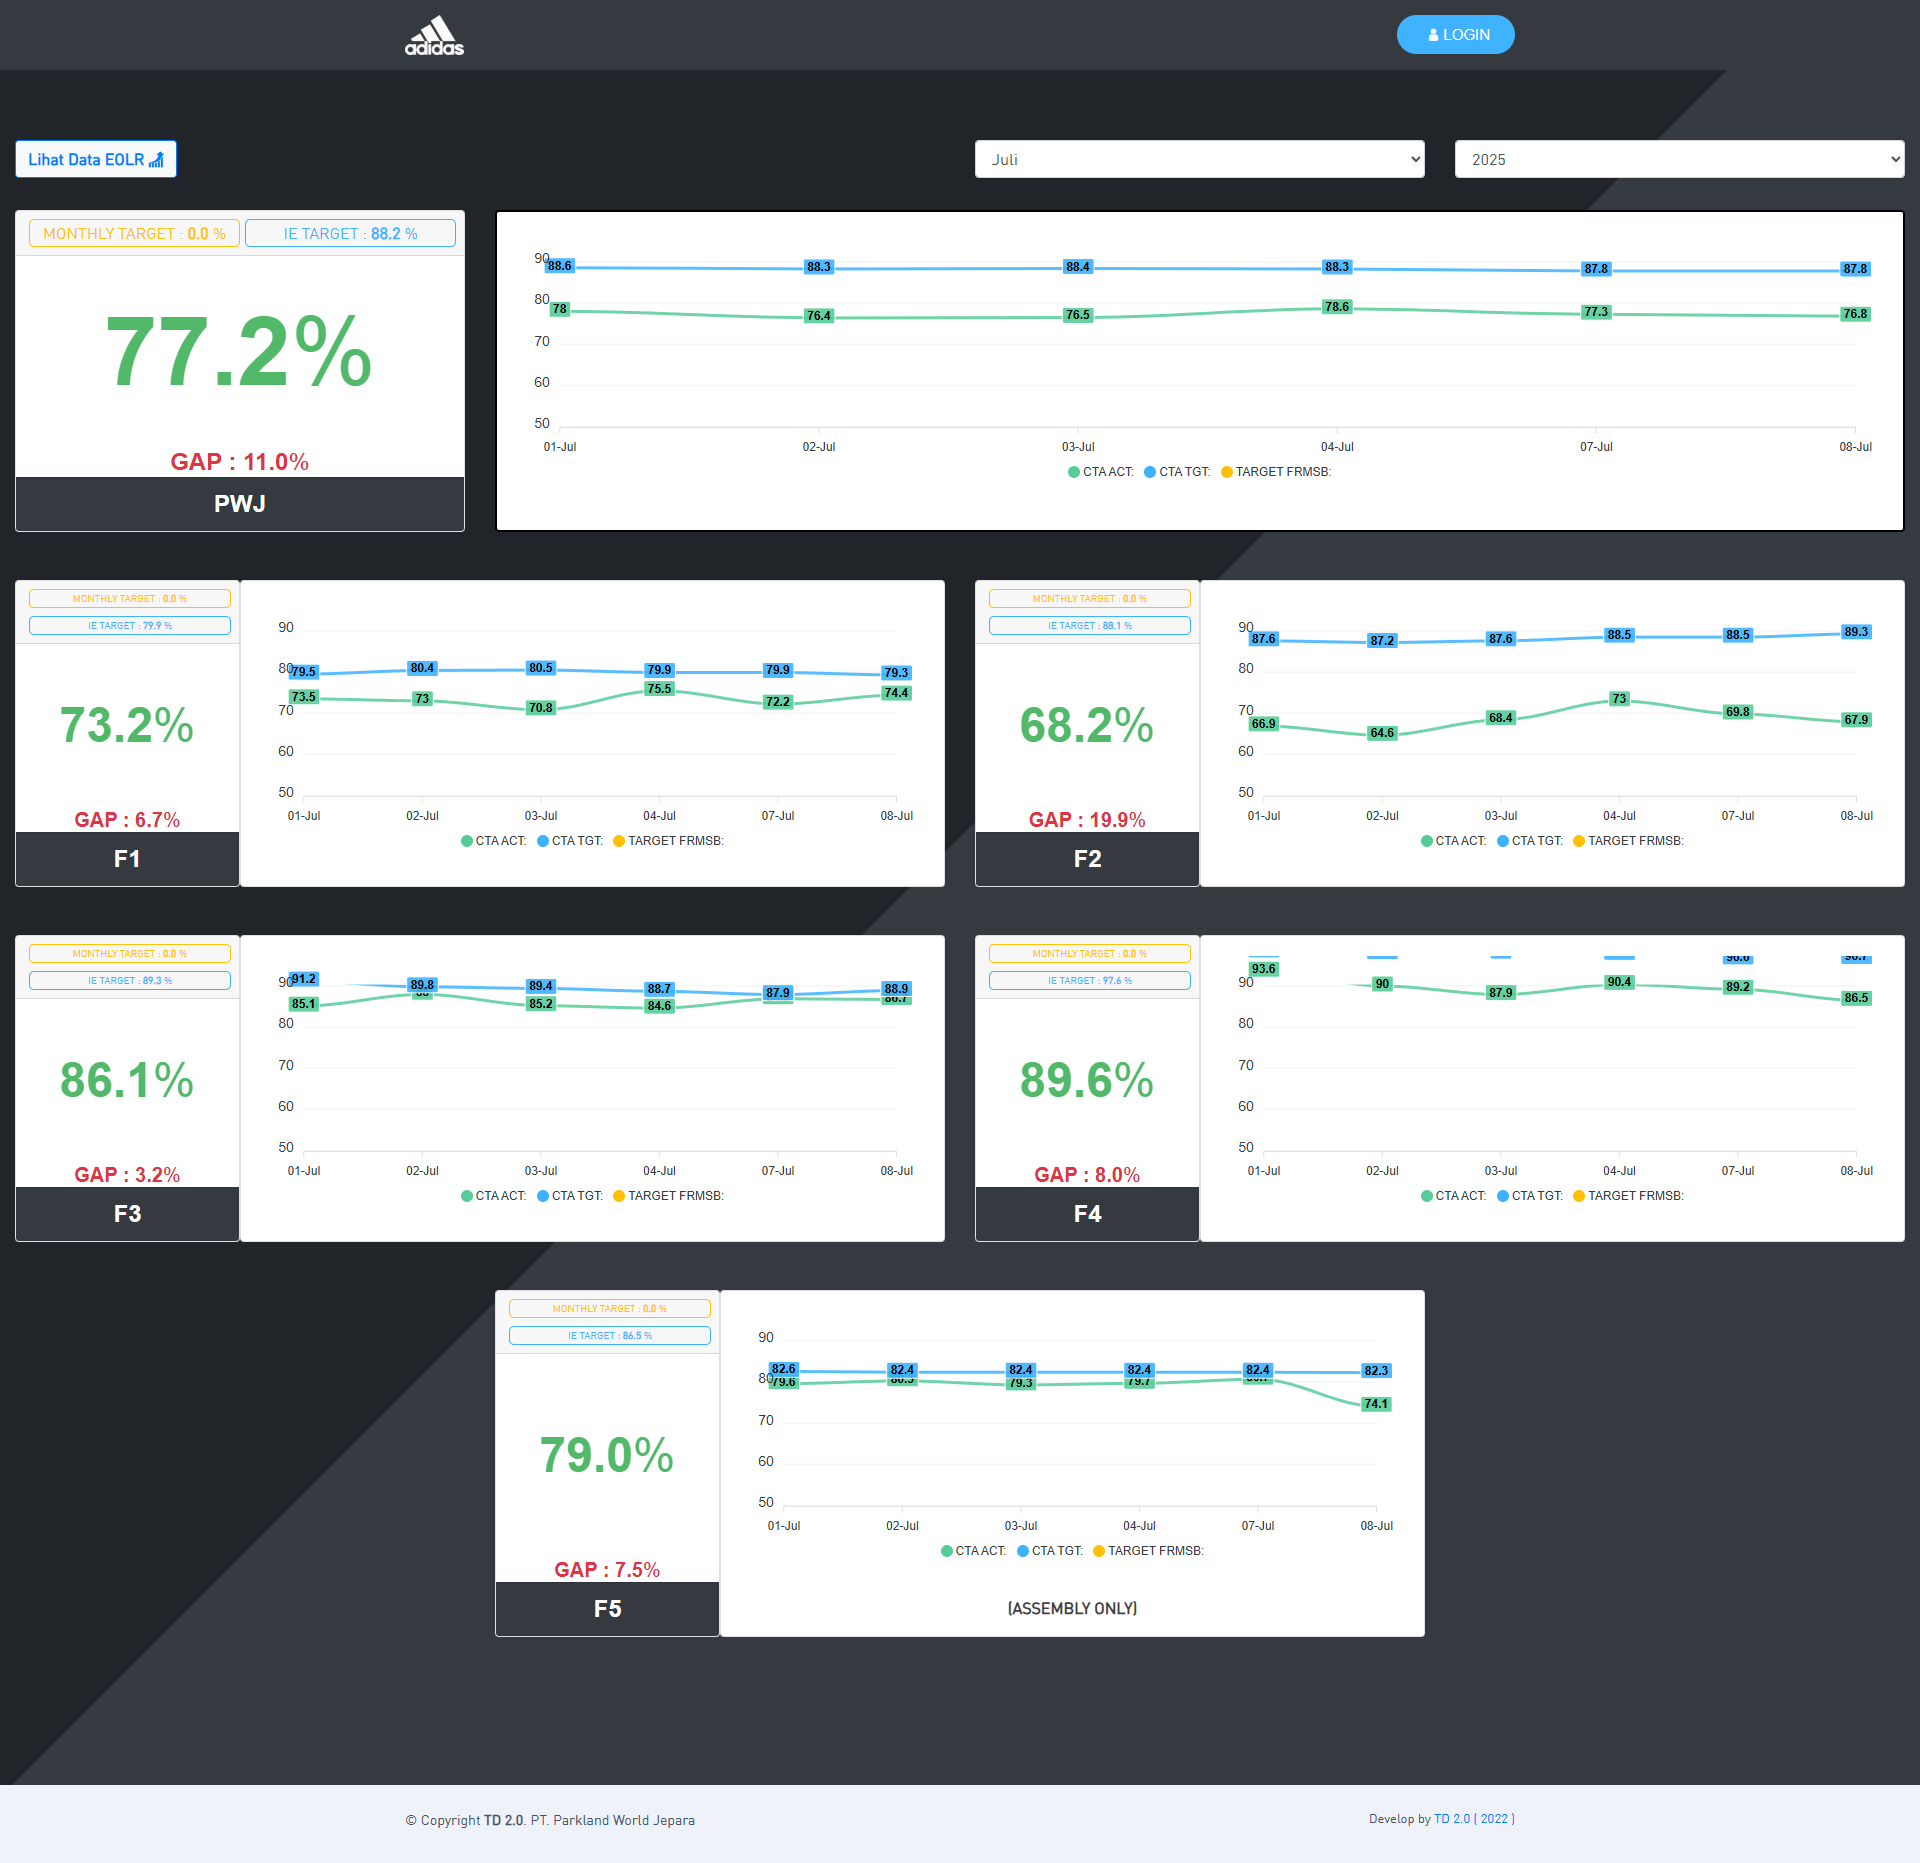 adidas
LOGIN
Lihat Data EOLR
Juli
2025
MONTHLY TARGET : 0.0 %
IE TARGET : 88.2 %
77.2%
GAP : 11.0%
PWJ
90
80
70
60
50
88.6
88.3
88.4
88.3
87.8
87.8
78
76.4
76.5
78.6
77.3
76.8
01-Jul
02-Jul
03-Jul
04-Jul
07-Jul
08-Jul
CTA ACT: CTA TGT: TARGET FRMSB:
MONTHLY TARGET : 0.0 %
IE TARGET : 79.9 %
73.2%
GAP : 6.7%
F1
90
80
70
60
50
79.5
80.4
80.5
79.9
79.9
79.3
73.5
73
70.8
75.5
72.2
74.4
01-Jul
02-Jul
03-Jul
04-Jul
07-Jul
08-Jul
CTA ACT: CTA TGT: TARGET FRMSB:
MONTHLY TARGET : 0.0 %
IE TARGET : 88.1 %
68.2%
GAP : 19.9%
F2
90
80
70
60
50
87.6
87.2
87.6
88.5
88.5
89.3
66.9
64.6
68.4
73
69.8
67.9
01-Jul
02-Jul
03-Jul
04-Jul
07-Jul
08-Jul
CTA ACT: CTA TGT: TARGET FRMSB:
MONTHLY TARGET : 0.0 %
IE TARGET : 89.3 %
86.1%
GAP : 3.2%
F3
90
80
70
60
50
91.2
89.8
89.4
88.7
87.9
88.9
85.1
85.2
84.6
86.7
01-Jul
02-Jul
03-Jul
04-Jul
07-Jul
08-Jul
CTA ACT: CTA TGT: TARGET FRMSB:
MONTHLY TARGET : 0.0 %
IE TARGET : 97.6 %
89.6%
GAP : 8.0%
F4
90
80
70
60
50
93.6
90
87.9
90.4
89.2
86.5
01-Jul
02-Jul
03-Jul
04-Jul
07-Jul
08-Jul
CTA ACT: CTA TGT: TARGET FRMSB:
MONTHLY TARGET : 0.0 %
IE TARGET : 86.5 %
79.0%
GAP : 7.5%
F5
90
80
70
60
50
82.6
82.4
82.4
82.4
82.4
82.3
79.6
79.3
79.7
74.1
01-Jul
02-Jul
03-Jul
04-Jul
07-Jul
08-Jul
CTA ACT: CTA TGT: TARGET FRMSB:
(ASSEMBLY ONLY)
© Copyright TD 2.0. PT. Parkland World Jepara
Develop by TD 2.0 ( 2022 )